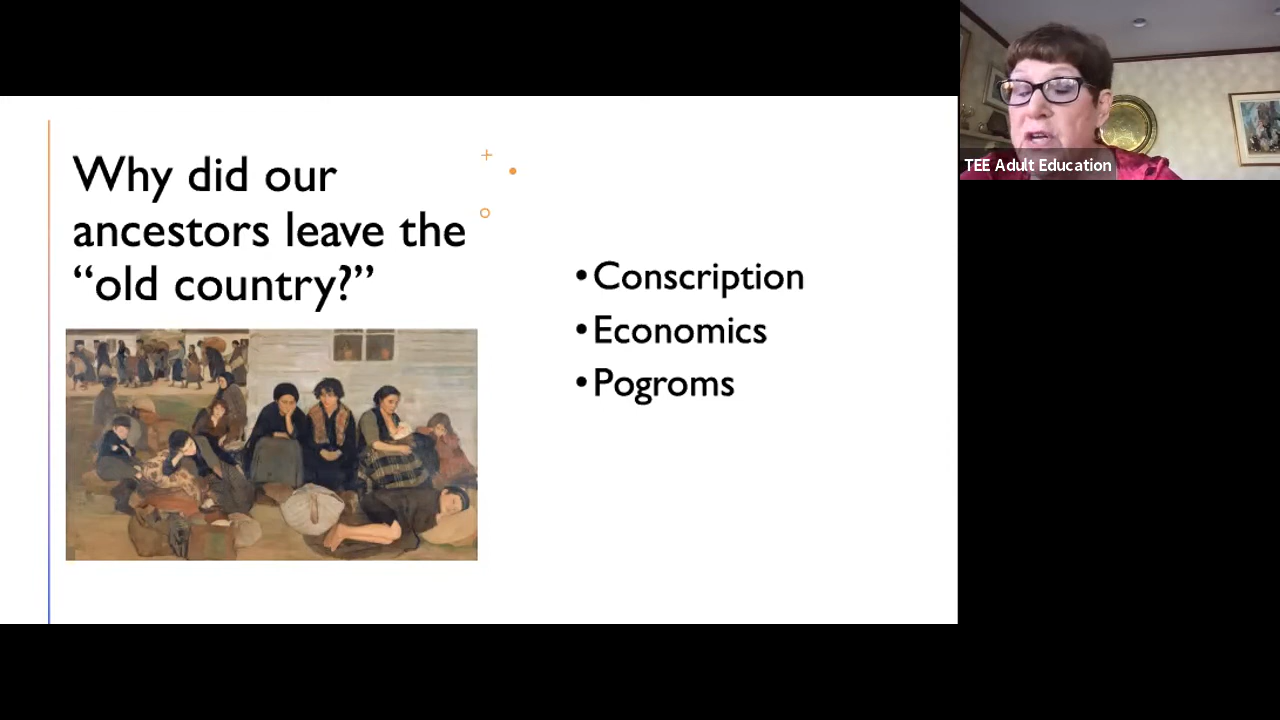 Why did our
ancestors leave the
“old country?”
•Conscription
•Economics
•Pogroms
TEE Adult Education